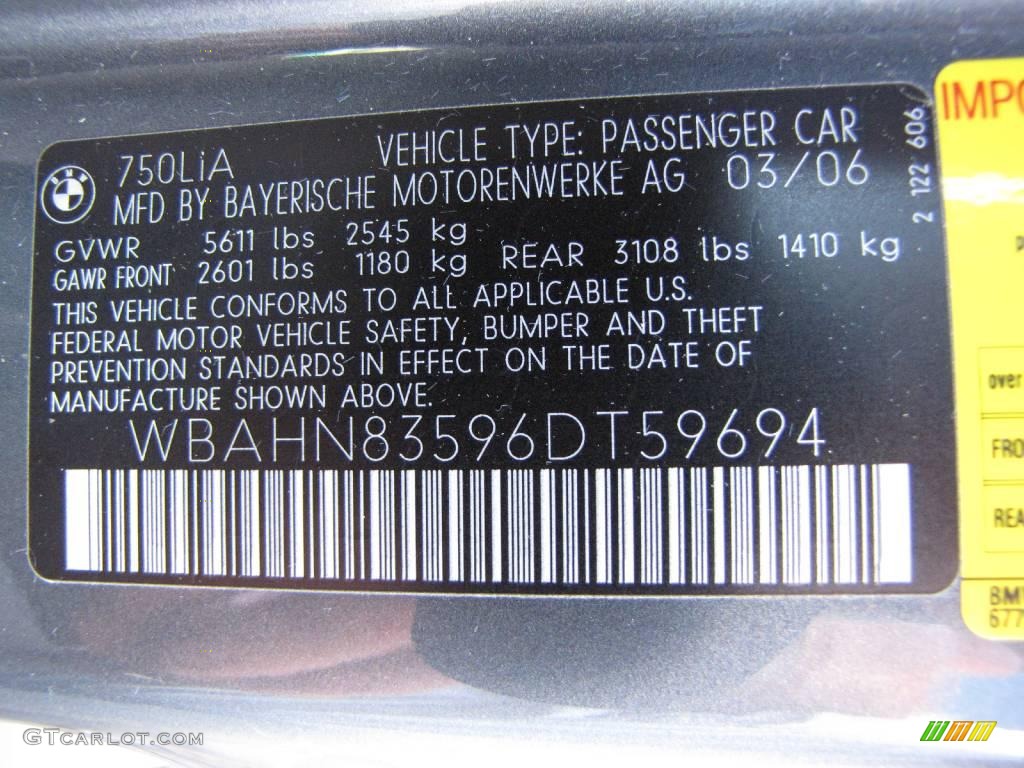 BMW
750LiA VEHICLE TYPE: PASSENGER CAR
MFD BY BAYERISCHE MOTORENWERKE AG 03/06
GVWR 5611 lbs 2545 kg
GAWR FRONT 2601 lbs 1180 kg REAR 3108 lbs 1410 kg
THIS VEHICLE CONFORMS TO ALL APPLICABLE U.S.
FEDERAL MOTOR VEHICLE SAFETY, BUMPER AND THEFT
PREVENTION STANDARDS IN EFFECT ON THE DATE OF
MANUFACTURE SHOWN ABOVE.
WBAHN83596DT59694
2 122 606
IMPO
over
FRO
REA
BMW
677
GTCARLOT.COM